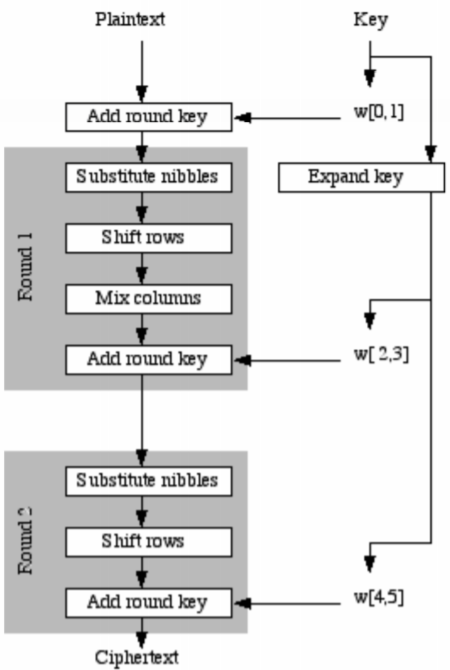 Plaintext
Key
Add round key
w[0,1]
Round 1
Substitute nibbles
Expand key
Shift rows
Mix columns
Add round key
w[ 2,3]
Round 2
Substitute nibbles
Shift rows
Add round key
w[4,5]
Ciphertext